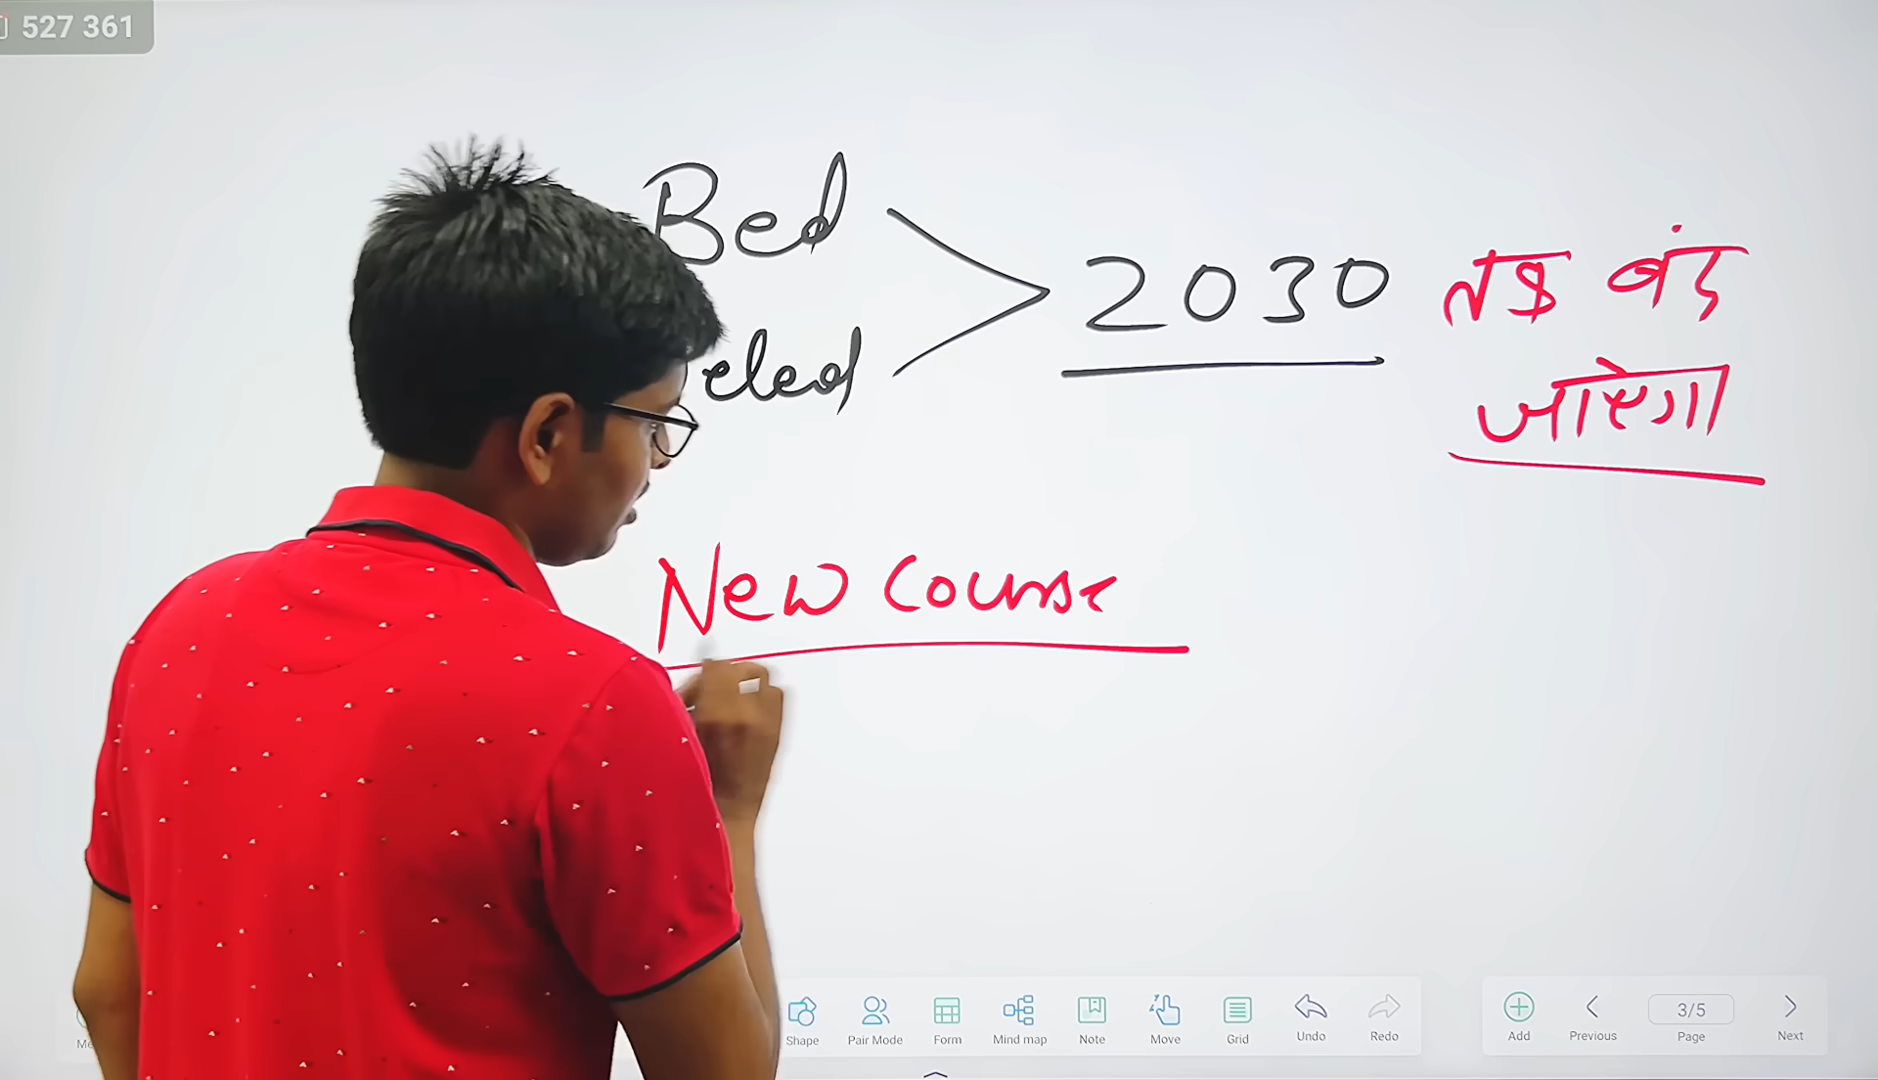 527 361
Bed
eled
2030 तक बंद
जाएगा
New Course
Shape Pair Mode Form Mind map Note Move Grid Undo Redo
Add Previous 3/5 Page Next